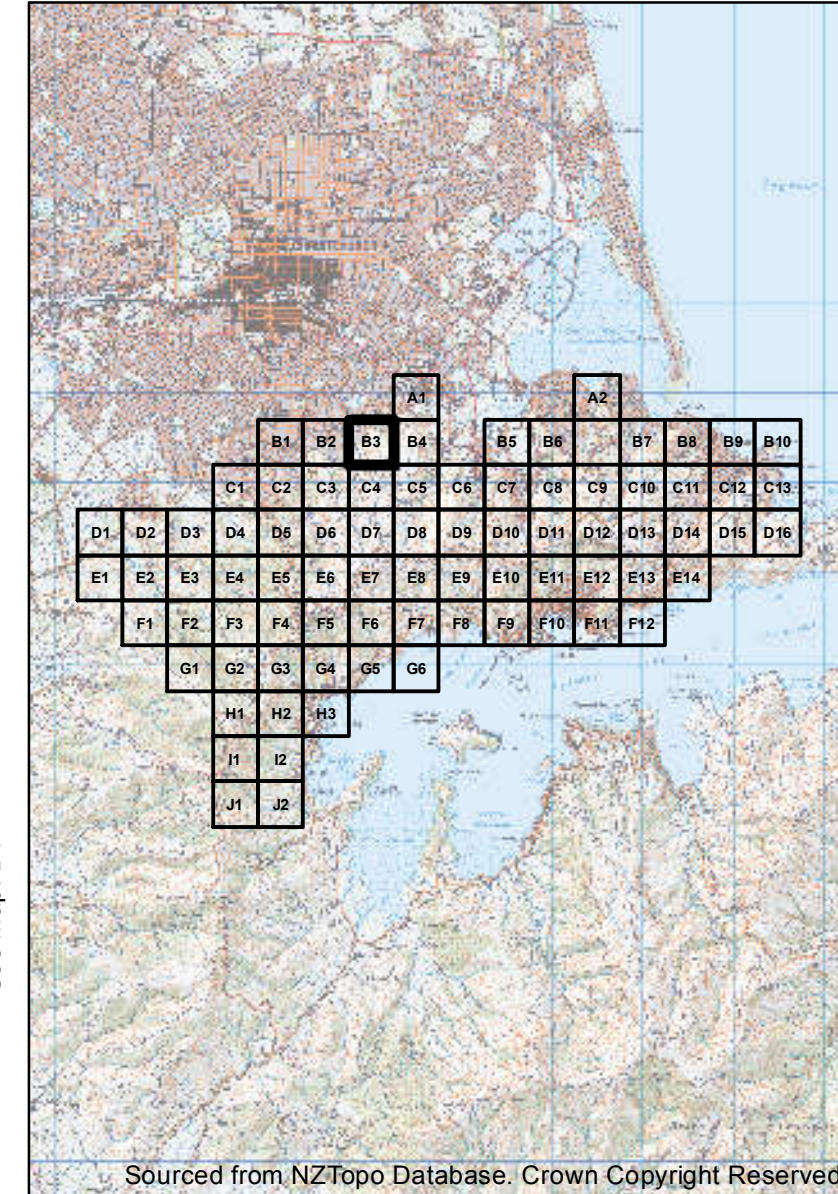 A1 A2
B1 B2 B3 B4 B5 B6 B7 B8 B9 B10
C1 C2 C3 C4 C5 C6 C7 C8 C9 C10 C11 C12 C13
D1 D2 D3 D4 D5 D6 D7 D8 D9 D10 D11 D12 D13 D14 D15 D16
E1 E2 E3 E4 E5 E6 E7 E8 E9 E10 E11 E12 E13 E14
F1 F2 F3 F4 F5 F6 F7 F8 F9 F10 F11 F12
G1 G2 G3 G4 G5 G6
H1 H2 H3
I1 I2
J1 J2
Sourced from NZTopo Database. Crown Copyright Reserved